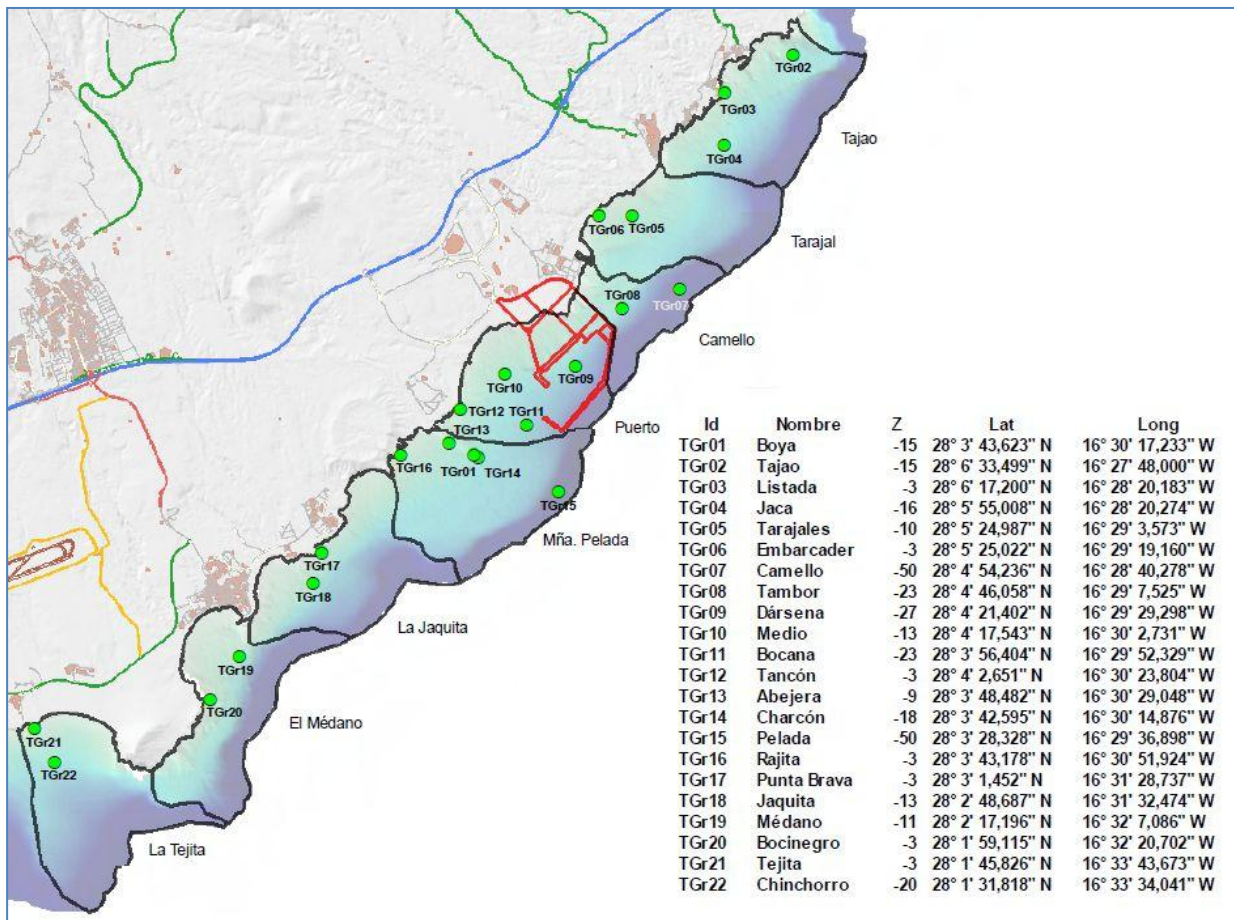 TGr02
TGr03
TGr04
Tajao
TGr06
TGr05
Tarajal
TGr08
TGr07
Camello
TGr09
TGr10
TGr12
TGr11
TGr13
Puerto
TGr16
TGr01
TGr14
TGr15
Mña. Pelada
TGr17
TGr18
La Jaquita
TGr19
TGr20
El Médano
TGr21
TGr22
La Tejita
Id Nombre Z Lat Long
TGr01 Boya -15 28° 3' 43,623" N 16° 30' 17,233" W
TGr02 Tajao -15 28° 6' 33,499" N 16° 27' 48,000" W
TGr03 Listada -3 28° 6' 17,200" N 16° 28' 20,183" W
TGr04 Jaca -16 28° 5' 55,008" N 16° 28' 20,274" W
TGr05 Tarajales -10 28° 5' 24,987" N 16° 29' 3,573" W
TGr06 Embarcader -3 28° 5' 25,022" N 16° 29' 19,160" W
TGr07 Camello -50 28° 4' 54,236" N 16° 28' 40,278" W
TGr08 Tambor -23 28° 4' 46,058" N 16° 29' 7,525" W
TGr09 Dársena -27 28° 4' 21,402" N 16° 29' 29,298" W
TGr10 Medio -13 28° 4' 17,543" N 16° 30' 2,731" W
TGr11 Bocana -23 28° 3' 56,404" N 16° 29' 52,329" W
TGr12 Tancón -3 28° 4' 2,651" N 16° 30' 23,804" W
TGr13 Abejera -9 28° 3' 48,482" N 16° 30' 29,048" W
TGr14 Charcón -18 28° 3' 42,595" N 16° 30' 14,876" W
TGr15 Pelada -50 28° 3' 28,328" N 16° 29' 36,898" W
TGr16 Rajita -3 28° 3' 43,178" N 16° 30' 51,924" W
TGr17 Punta Brava -3 28° 3' 1,452" N 16° 31' 28,737" W
TGr18 Jaquita -13 28° 2' 48,687" N 16° 31' 32,474" W
TGr19 Médano -11 28° 2' 17,196" N 16° 32' 7,086" W
TGr20 Bocinegro -3 28° 1' 59,115" N 16° 32' 20,702" W
TGr21 Tejita -3 28° 1' 45,826" N 16° 33' 43,673" W
TGr22 Chinchorro -20 28° 1' 31,818" N 16° 33' 34,041" W